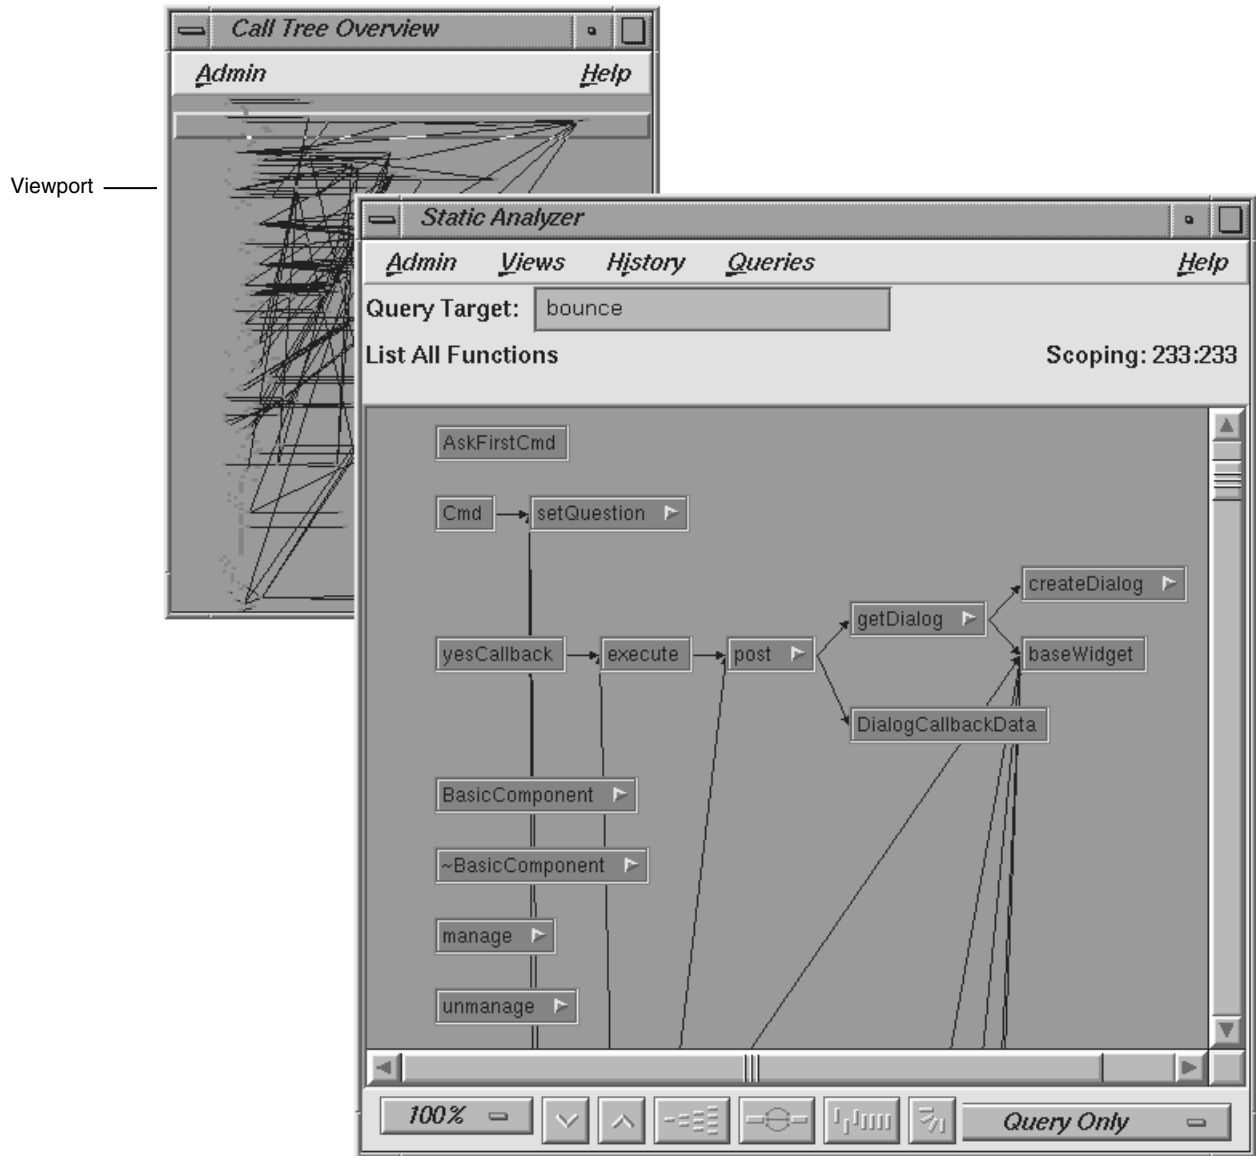 Call Tree Overview
Admin Help
Viewport
Static Analyzer
Admin Views History Queries Help
Query Target: bounce
List All Functions Scoping: 233:233
AskFirstCmd
Cmd setQuestion
createDialog
getDialog
yesCallback execute post baseWidget
DialogCallbackData
BasicComponent
~BasicComponent
manage
unmanage
100% Query Only